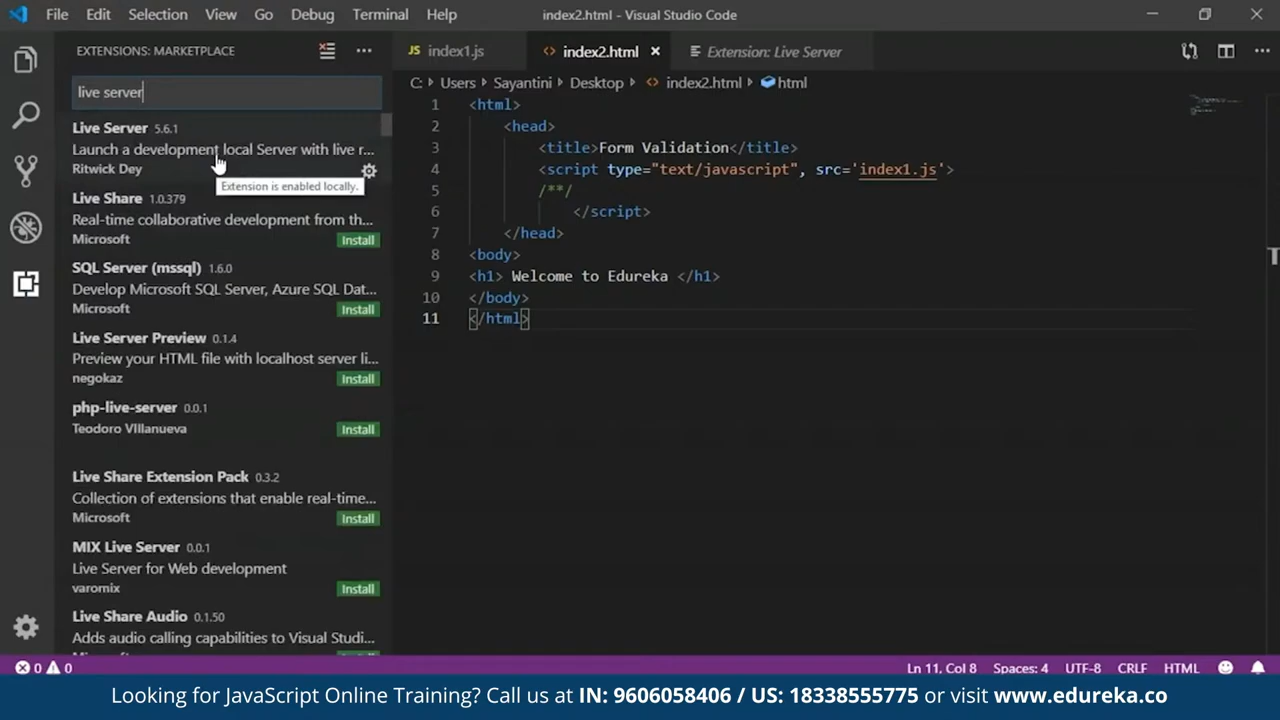 File Edit Selection View Go Debug Terminal Help index2.html - Visual Studio Code
EXTENSIONS: MARKETPLACE
live server
Live Server 5.6.1
Launch a development local Server with live r...
Ritwick Dey
Extension is enabled locally.
Live Share 1.0.379
Real-time collaborative development from th...
Microsoft Install
SQL Server (mssql) 1.6.0
Develop Microsoft SQL Server, Azure SQL Dat...
Microsoft Install
Live Server Preview 0.1.4
Preview your HTML file with localhost server li...
negokaz Install
php-live-server 0.0.1
Teodoro VIllanueva Install
Live Share Extension Pack 0.3.2
Collection of extensions that enable real-time...
Microsoft Install
MIX Live Server 0.0.1
Live Server for Web development
varomix Install
Live Share Audio 0.1.50
Adds audio calling capabilities to Visual Studi...
JS index1.js <> index2.html Extension: Live Server
C: > Users > Sayantini > Desktop > <> index2.html > html
1 <html>
2 <head>
3 <title>Form Validation</title>
4 <script type="text/javascript", src='index1.js'>
5 /**/
6 </script>
7 </head>
8 <body>
9 <h1> Welcome to Edureka </h1>
10 </body>
11 </html>
0 0 Ln 11, Col 8 Spaces: 4 UTF-8 CRLF HTML
Looking for JavaScript Online Training? Call us at IN: 9606058406 / US: 18338555775 or visit www.edureka.co